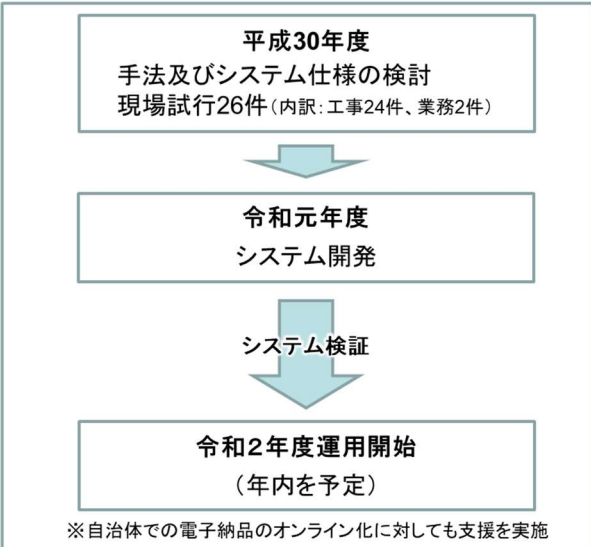 平成30年度
手法及びシステム仕様の検討
現場試行26件（内訳：工事24件、業務2件）
令和元年度
システム開発
システム検証
令和２年度運用開始
（年内を予定）
※自治体での電子納品のオンライン化に対しても支援を実施